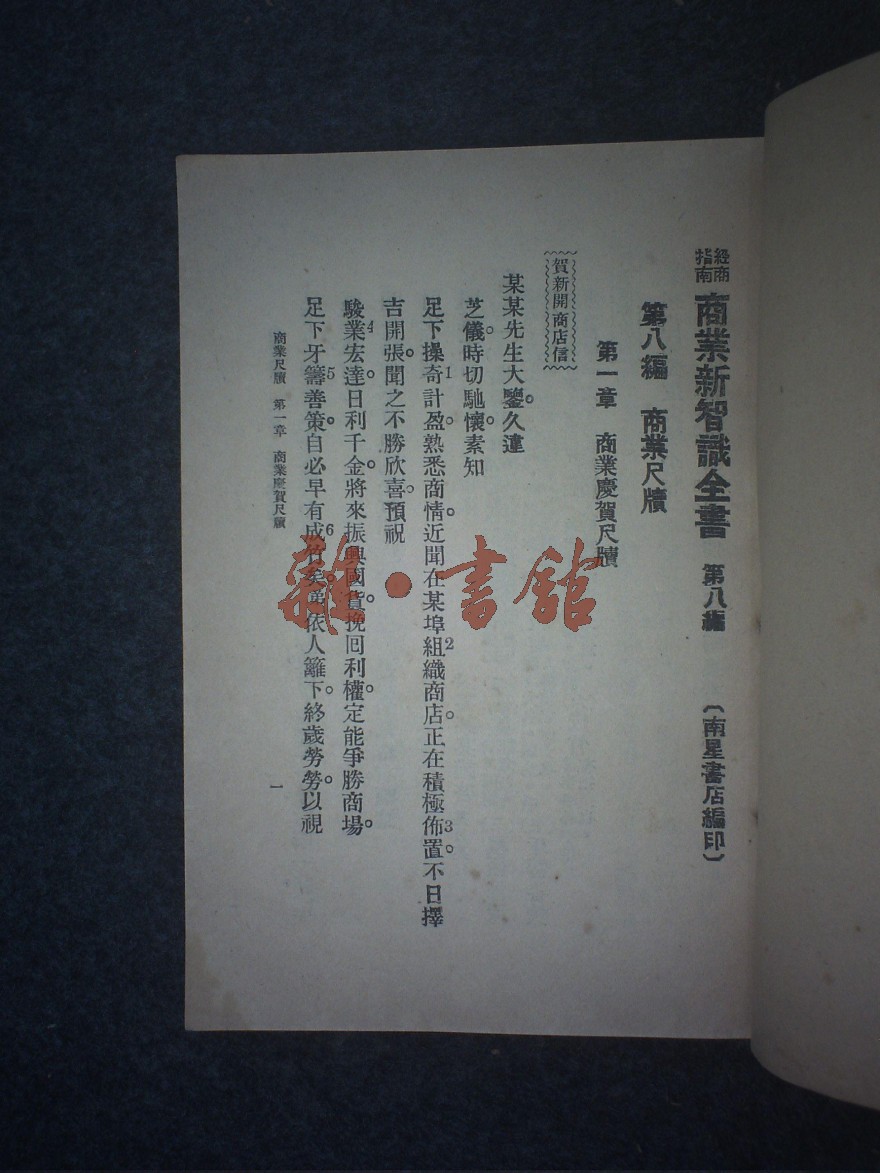 經商指南 商業新智識全書 第八編 〔南星書店編印〕
第八編 商業尺牘
第一章 商業慶賀尺牘
賀新開商店信
某某先生大鑒。久違
芝儀。時切馳懷。素知
足下操奇1計盈。熟悉商情。近聞在某埠組2織商店。正在積極佈3置。不日擇
吉開張。聞之不勝欣喜。預祝
駿4業宏達。日利千金。將來振興國貨。挽囘利權。定能爭勝商場。
足下牙籌5善策。自必早有成6竹矣。弟依人籬下。終歲勞勞。以視
商業尺牘 第一章 商業慶賀尺牘 一
雜·書館